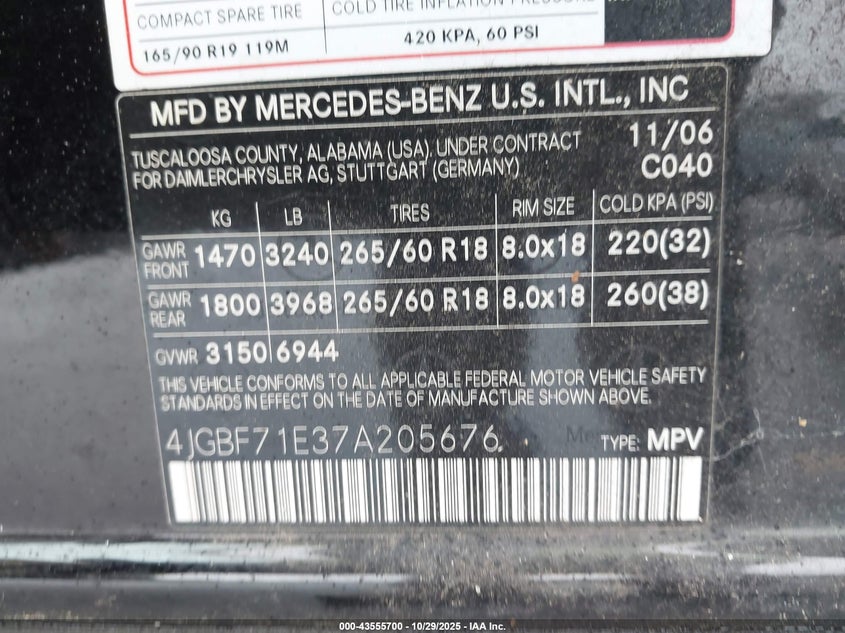 COMPACT SPARE TIRE
COLD TIRE INFLATION PRESSURE
165/90 R19 119M
420 KPA, 60 PSI
MFD BY MERCEDES-BENZ U.S. INTL., INC
TUSCALOOSA COUNTY, ALABAMA (USA). UNDER CONTRACT 11/06
FOR DAIMLERCHRYSLER AG, STUTTGART (GERMANY) C040
KG LB TIRES RIM SIZE COLD KPA (PSI)
GAWR FRONT 1470 3240 265/60 R18 8.0x18 220(32)
GAWR REAR 1800 3968 265/60 R18 8.0x18 260(38)
GVWR 3150 6944
THIS VEHICLE CONFORMS TO ALL APPLICABLE FEDERAL MOTOR VEHICLE SAFETY
STANDARDS IN EFFECT ON THE DATE OF MANUFACTURE SHOWN ABOVE.
4JGBF71E37A205676 TYPE: MPV
000-43555700 - 10/29/2025 - IAA Inc.